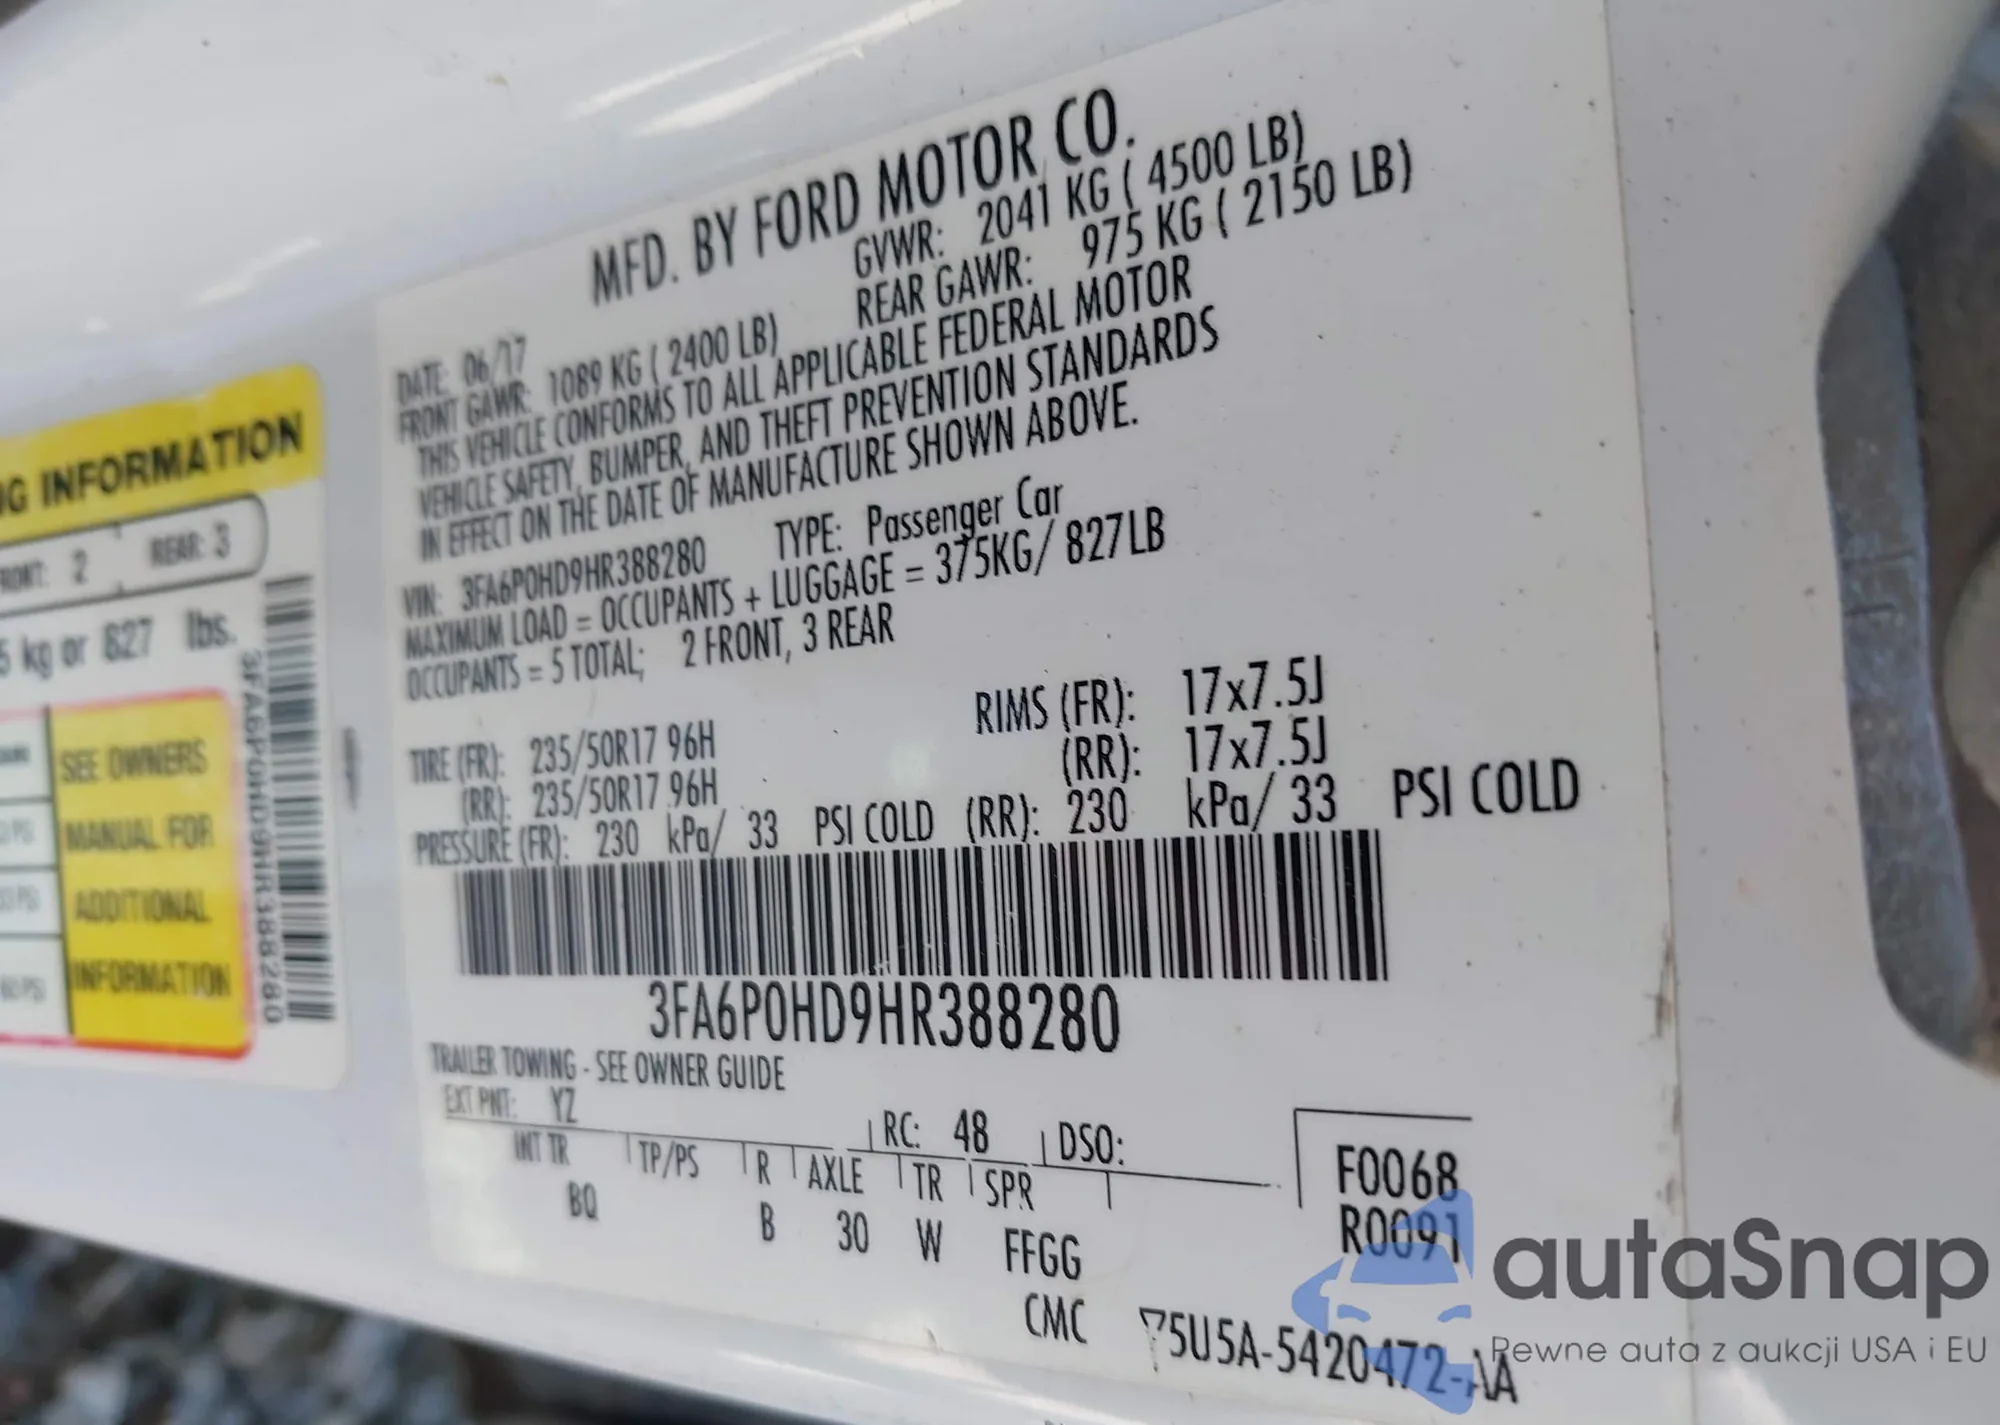 MFD. BY FORD MOTOR CO.
DATE: 06/17
GVWR: 2041 KG ( 4500 LB)
FRONT GAWR: 1089 KG ( 2400 LB)
REAR GAWR: 975 KG ( 2150 LB)
THIS VEHICLE CONFORMS TO ALL APPLICABLE FEDERAL MOTOR
VEHICLE SAFETY, BUMPER, AND THEFT PREVENTION STANDARDS
IN EFFECT ON THE DATE OF MANUFACTURE SHOWN ABOVE.
VIN: 3FA6P0HD9HR388280 TYPE: Passenger Car
MAXIMUM LOAD = OCCUPANTS + LUGGAGE = 375KG/ 827LB
OCCUPANTS = 5 TOTAL; 2 FRONT, 3 REAR
TIRE (FR): 235/50R17 96H RIMS (FR): 17x7.5J
(RR): 235/50R17 96H (RR): 17x7.5J
PRESSURE (FR): 230 kPa/ 33 PSI COLD (RR): 230 kPa/ 33 PSI COLD
3FA6P0HD9HR388280
TRAILER TOWING - SEE OWNER GUIDE
EXT PNT: YZ RC: 48 DSO:
INT TR TP/PS R AXLE TR SPR
BQ B 30 W FFGG
F0068
R0091
CMC
5U5A-5420472-AA
INFORMATION
2 REAR: 3
kg or 827 lbs.
3FA6P0HD9HR388280
SEE OWNERS
MANUAL FOR
ADDITIONAL
INFORMATION
autaSnap
Pewne auta z aukcji USA i EU